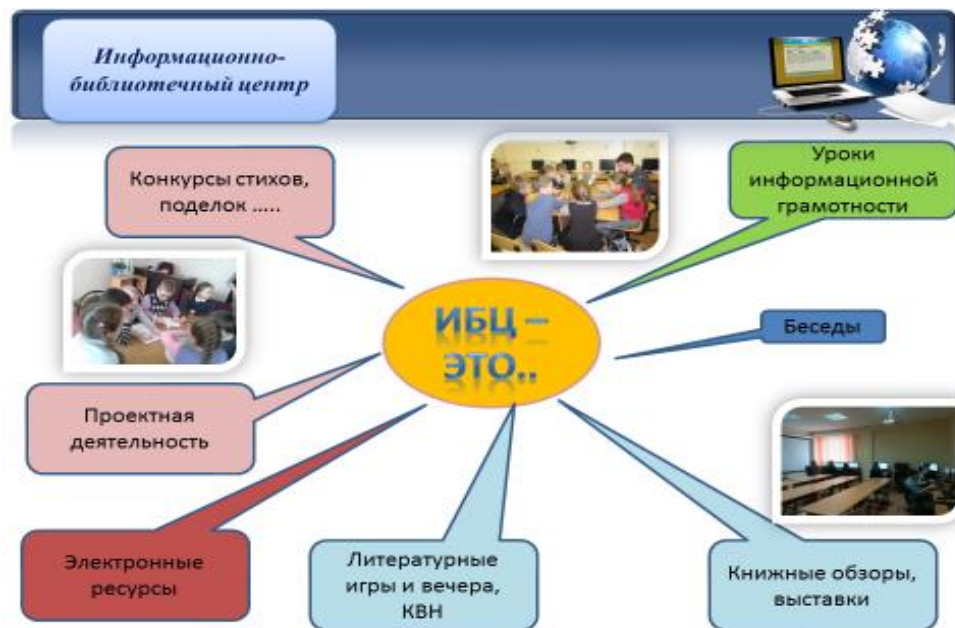 Информационно-
библиотечный центр
Конкурсы стихов,
поделок .....
Уроки
информационной
грамотности
ИБЦ –
ЭТО..
Беседы
Проектная
деятельность
Электронные
ресурсы
Литературные
игры и вечера,
КВН
Книжные обзоры,
выставки